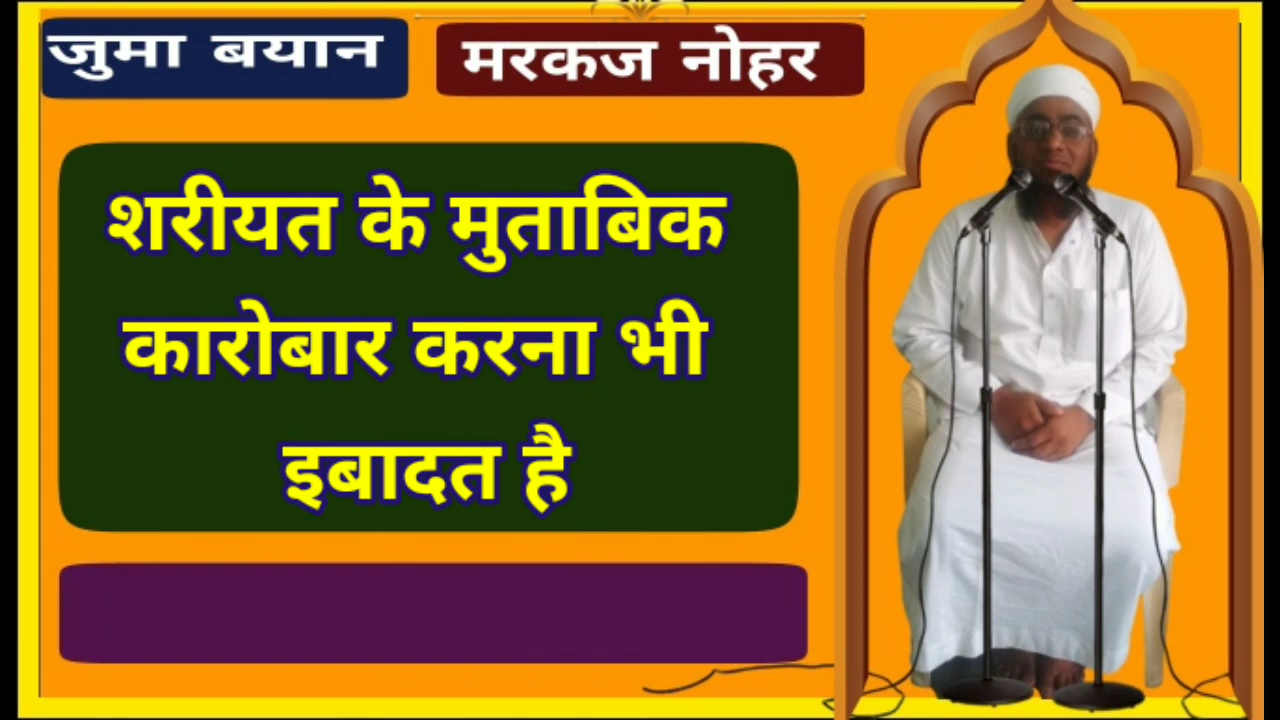 जुमा बयान
मरकज नोहर
शरीयत के मुताबिक
कारोबार करना भी
इबादत है